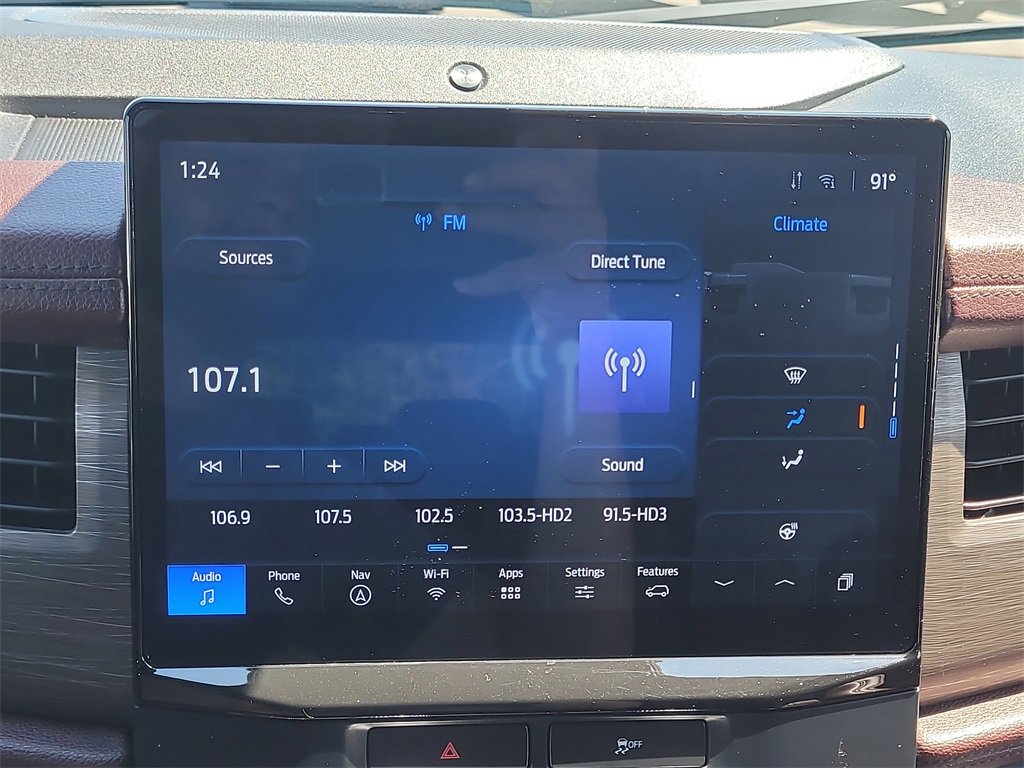 1:24
91°
FM
Climate
Sources
Direct Tune
107.1
Sound
106.9 107.5 102.5 103.5-HD2 91.5-HD3
Audio Phone Nav Wi-Fi Apps Settings Features
OFF